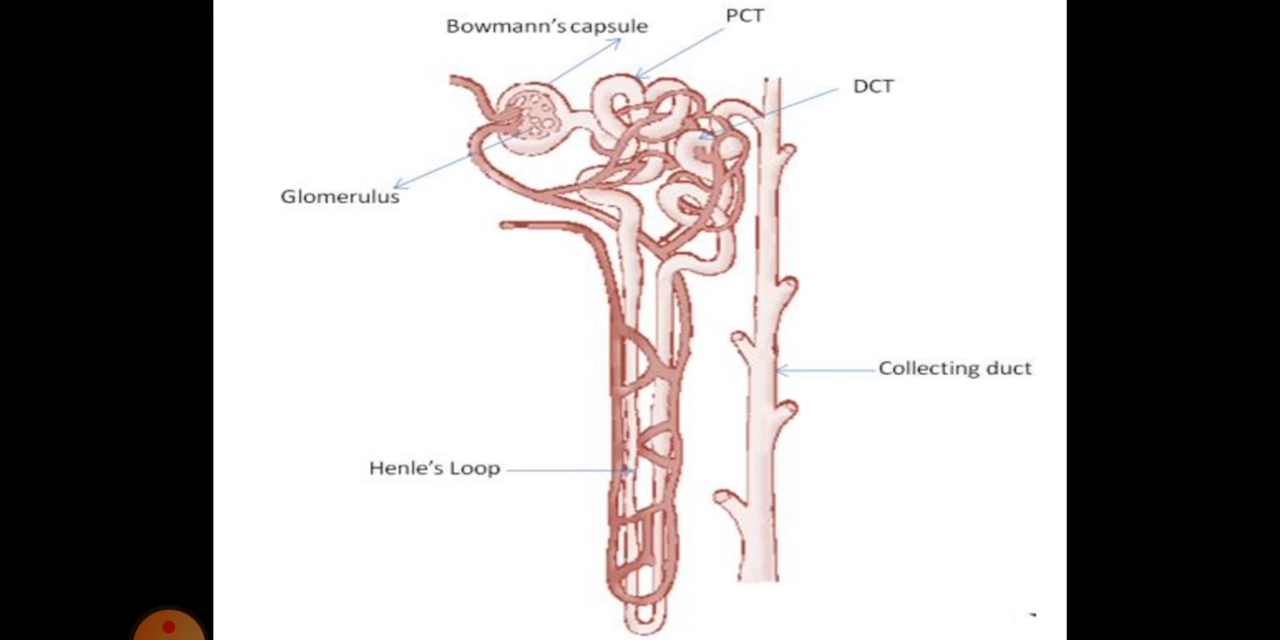 PCT
Bowmann's capsule
DCT
Glomerulus
Collecting duct
Henle's Loop